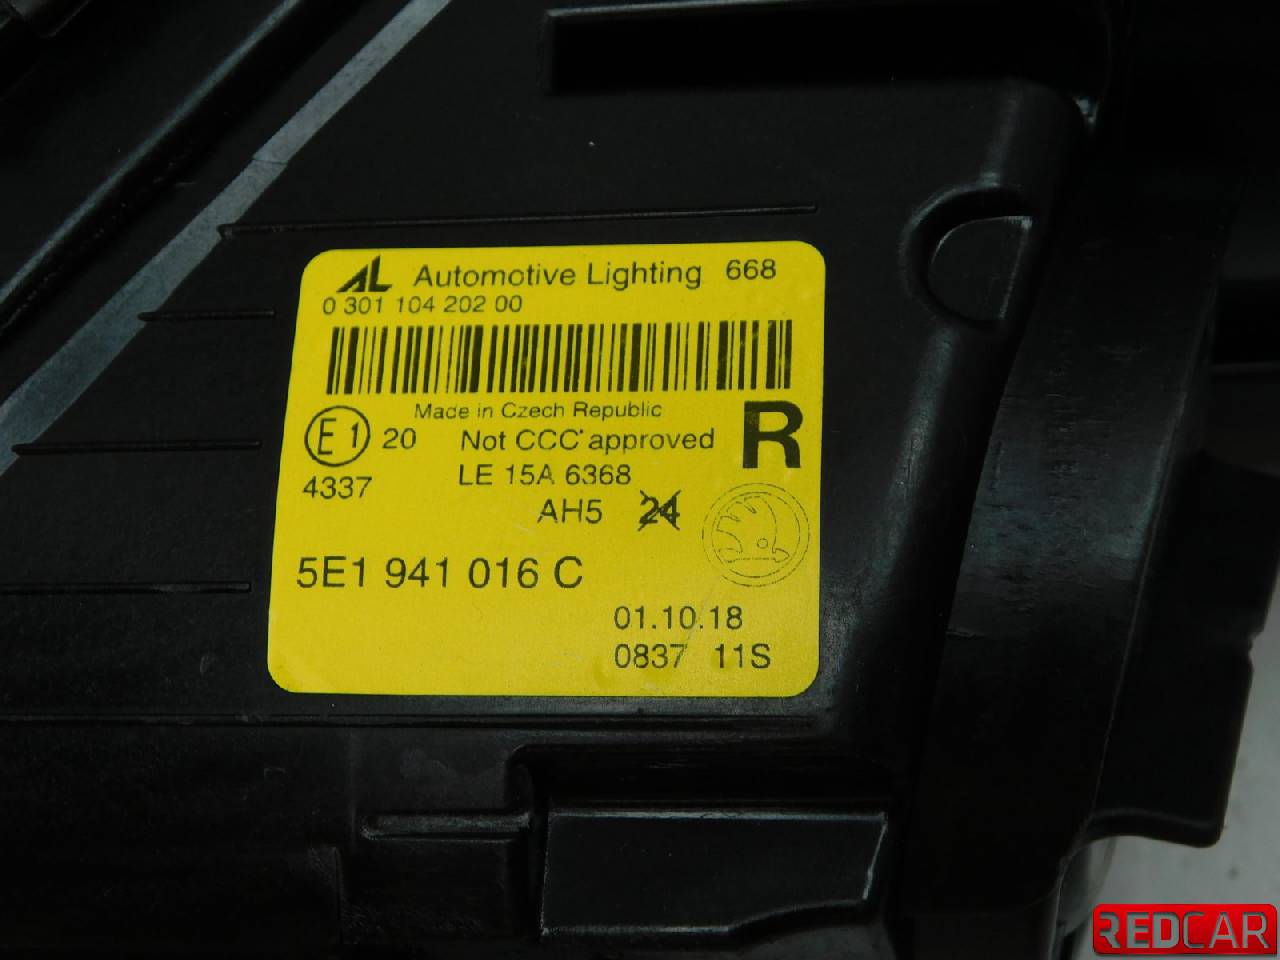 AL Automotive Lighting 668
0 301 104 202 00
Made in Czech Republic
E1 20 Not CCC approved R
4337 LE 15A 6368
AH5 24
5E1 941 016 C
01.10.18
0837 11S
REDCAR